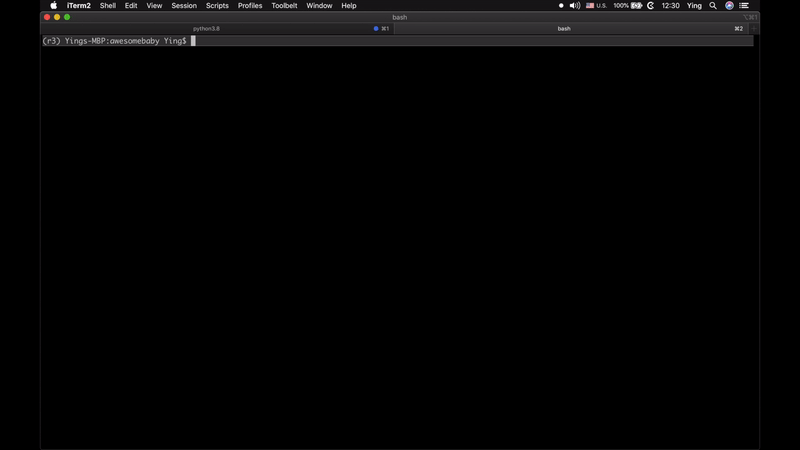 iTerm2 Shell Edit View Session Scripts Profiles Toolbelt Window Help U.S. 100% 12:30 Ying
bash ⌥⌘1
python3.8 ⌘1 bash ⌘2 +
(r3) Yings-MBP:awesomebaby Ying$